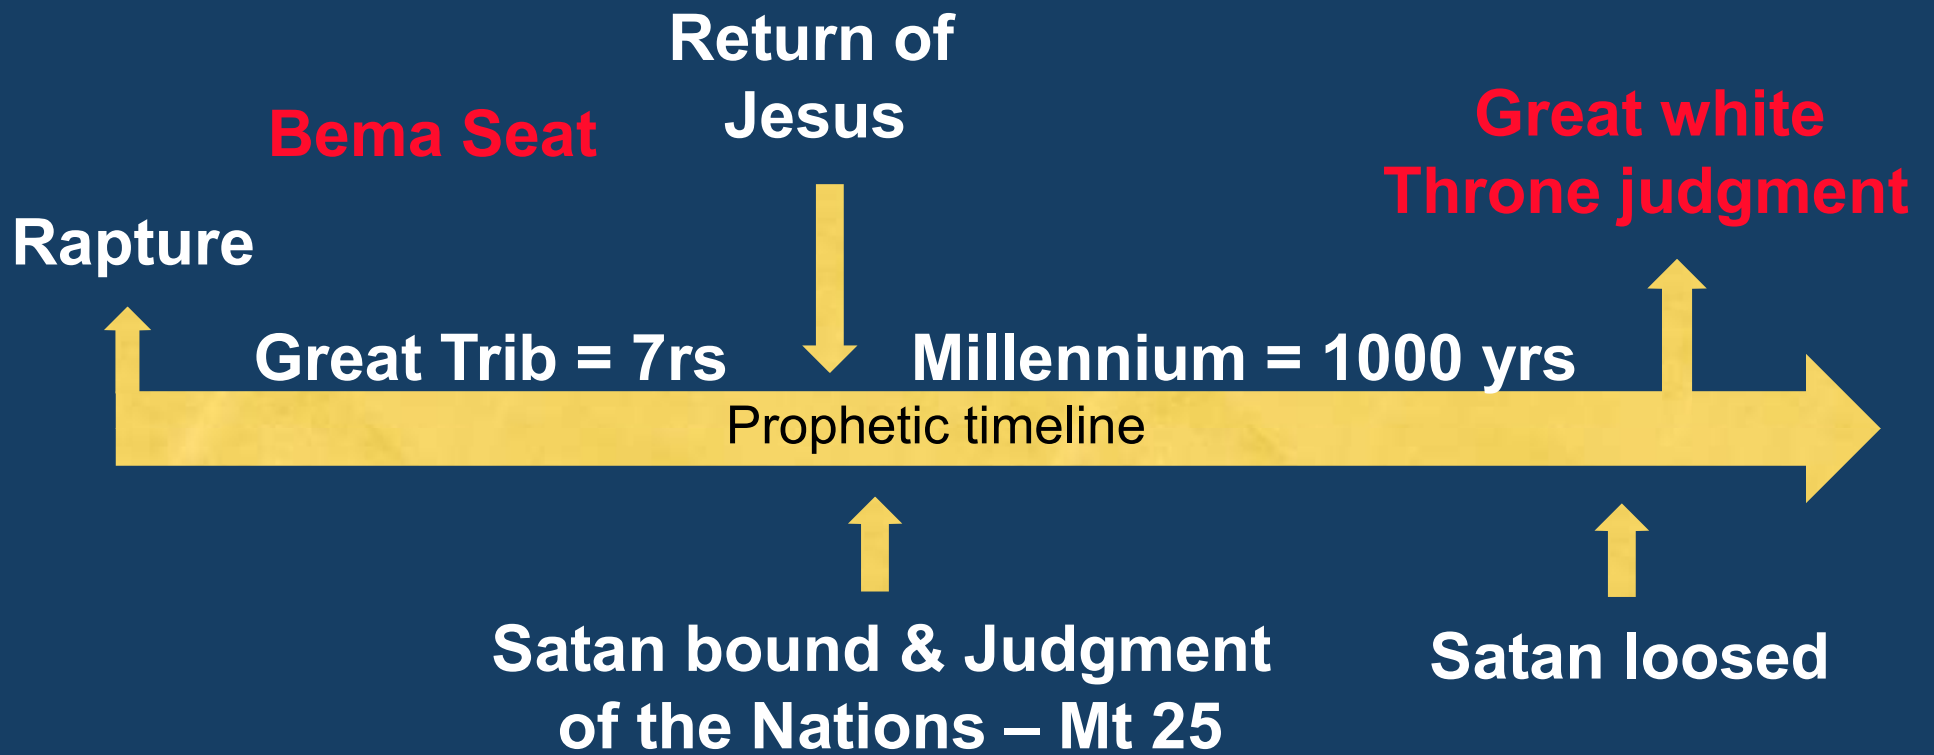 Return of
Jesus
Bema Seat
Great white
Throne judgment
Rapture
Great Trib = 7rs
Millennium = 1000 yrs
Prophetic timeline
Satan bound & Judgment
of the Nations – Mt 25
Satan loosed